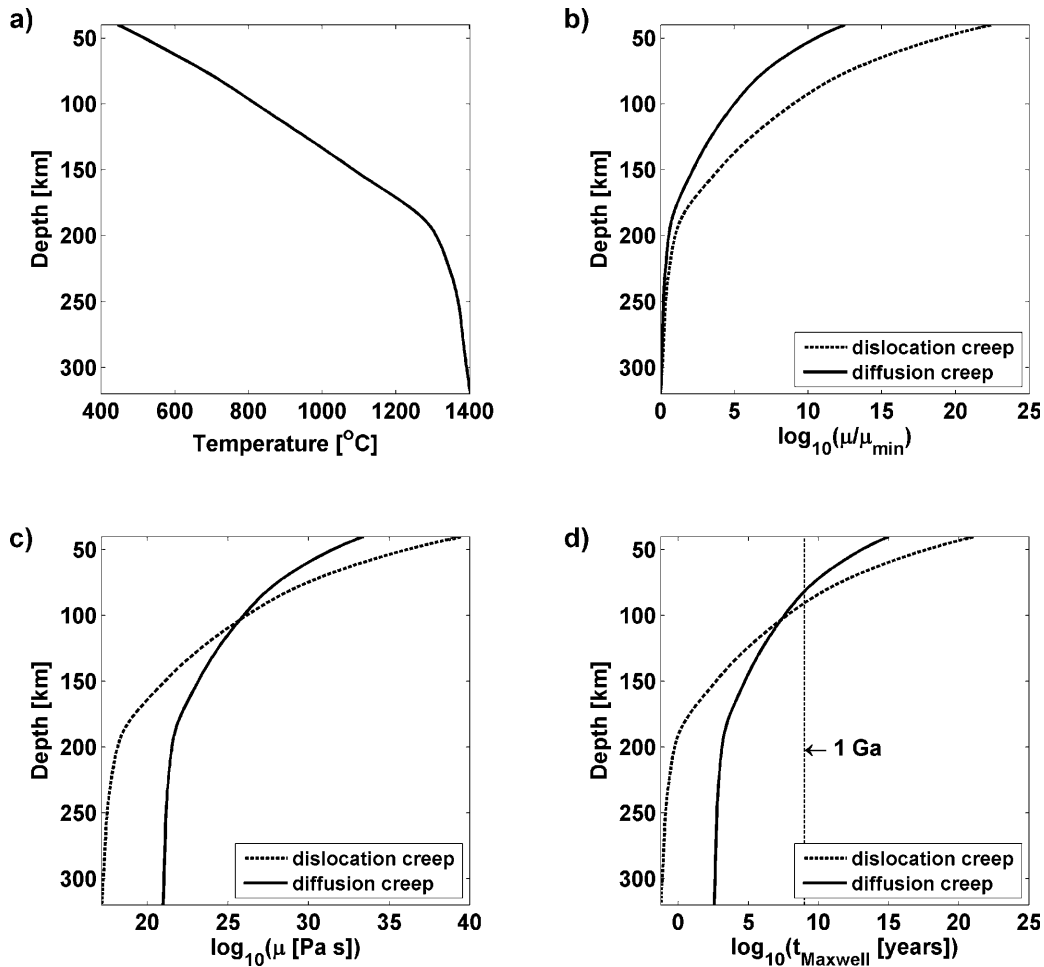 a)
Depth [km]
50
100
150
200
250
300
400 600 800 1000 1200 1400
Temperature [°C]
b)
Depth [km]
50
100
150
200
250
300
dislocation creep
diffusion creep
0 5 10 15 20 25
log10(μ/μmin)
c)
Depth [km]
50
100
150
200
250
300
dislocation creep
diffusion creep
20 25 30 35 40
log10(μ [Pa s])
d)
Depth [km]
50
100
150
200
250
300
← 1 Ga
dislocation creep
diffusion creep
0 5 10 15 20 25
log10(tMaxwell [years])